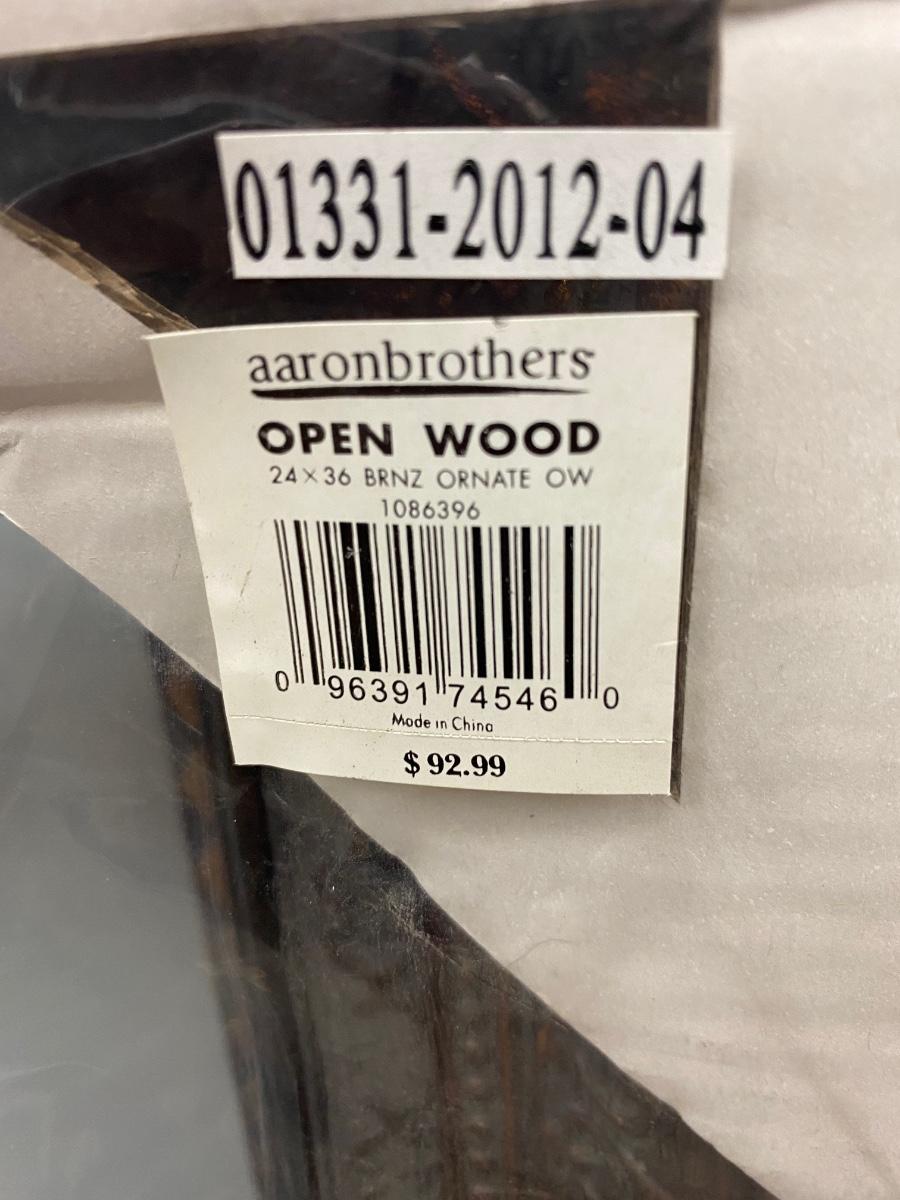 01331-2012-04
aaronbrothers
OPEN WOOD
24×36 BRNZ ORNATE OW
1086396
0 96391 74546 0
Made in China
$ 92.99